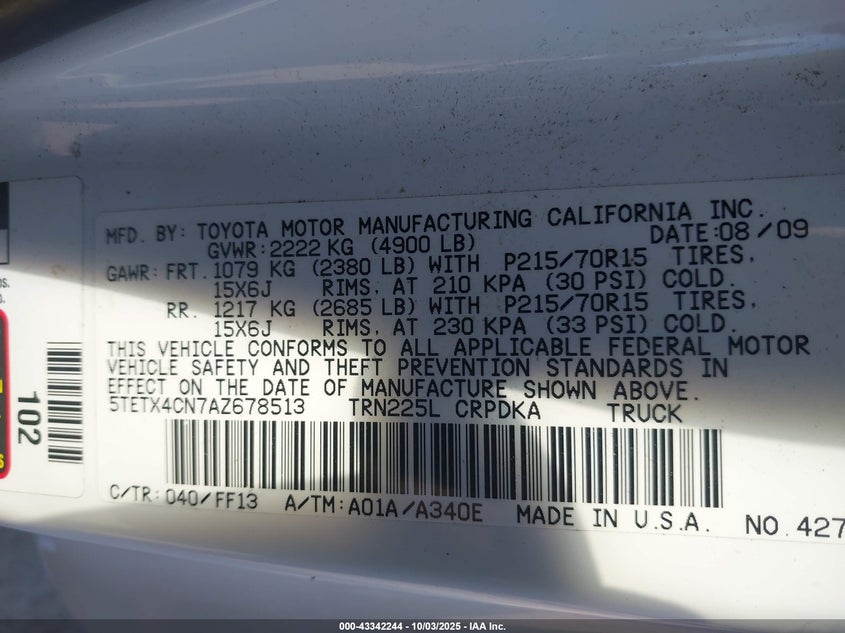 MFD. BY: TOYOTA MOTOR MANUFACTURING CALIFORNIA INC.
GVWR: 2222 KG (4900 LB) DATE: 08/09
GAWR: FRT. 1079 KG (2380 LB) WITH P215/70R15 TIRES,
15X6J RIMS, AT 210 KPA (30 PSI) COLD.
RR. 1217 KG (2685 LB) WITH P215/70R15 TIRES,
15X6J RIMS, AT 230 KPA (33 PSI) COLD.
THIS VEHICLE CONFORMS TO ALL APPLICABLE FEDERAL MOTOR
VEHICLE SAFETY AND THEFT PREVENTION STANDARDS IN
EFFECT ON THE DATE OF MANUFACTURE SHOWN ABOVE.
5TETX4CN7AZ678513 TRN225L CRPDKA TRUCK
C/TR: 040/FF13 A/TM: A01A/A340E MADE IN U.S.A. NO. 427
102
000-43342244 - 10/03/2025 - IAA Inc.